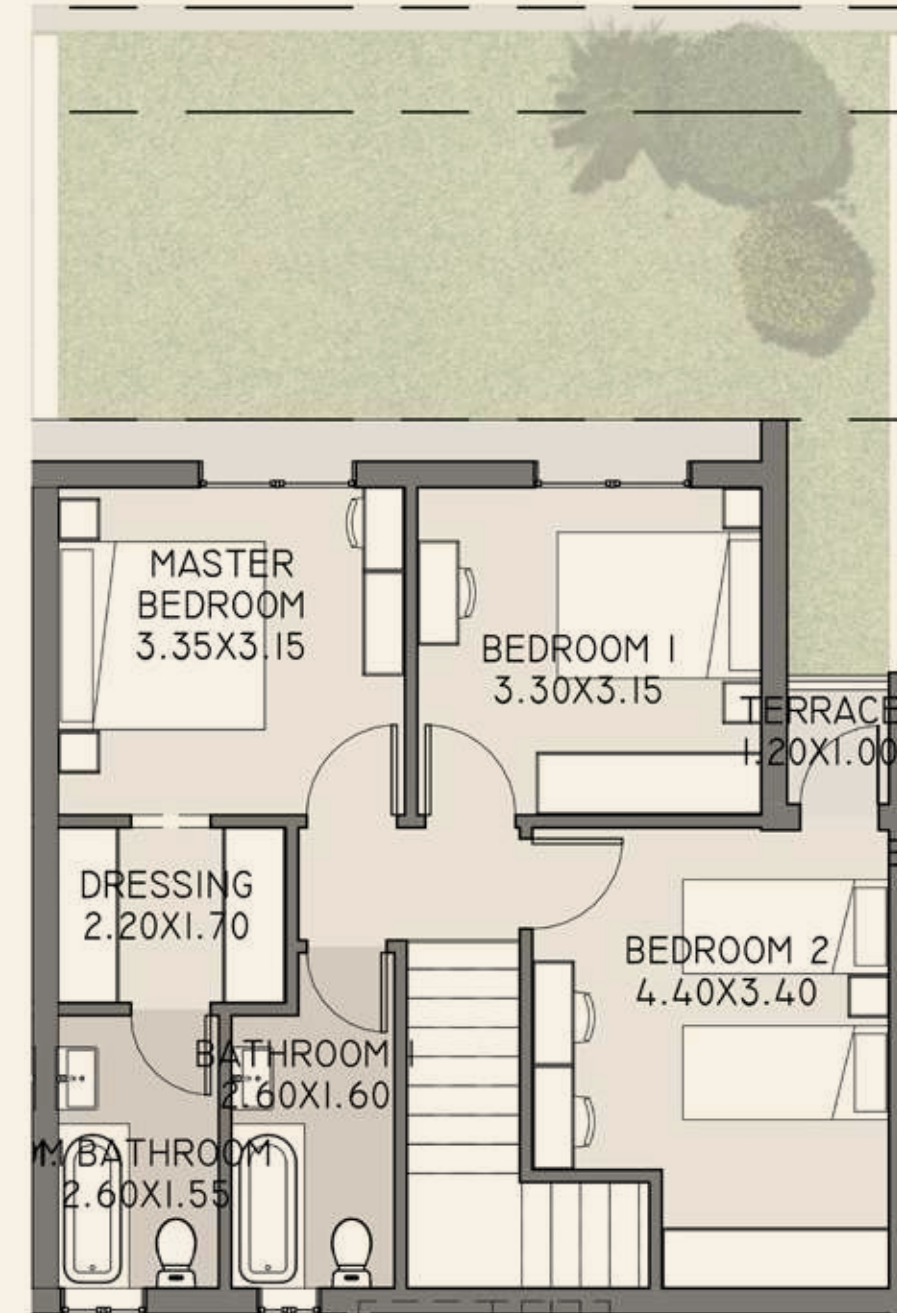 MASTER
BEDROOM
3.35X3.15
BEDROOM 1
3.30X3.15
TERRACE
1.20X1.00
DRESSING
2.20X1.70
BEDROOM 2
4.40X3.40
BATHROOM 1
2.60X1.60
M. BATHROOM
2.60X1.55